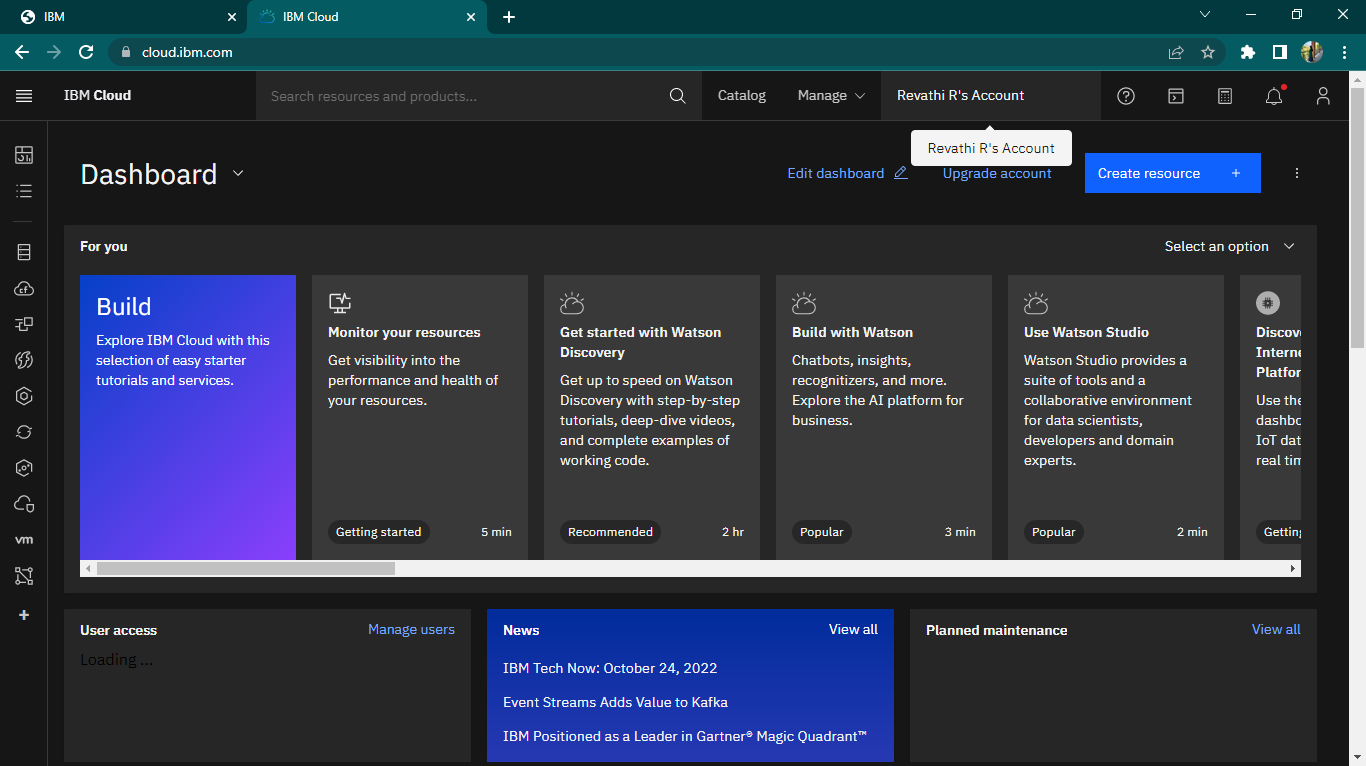 IBM
IBM Cloud
cloud.ibm.com
IBM Cloud
Search resources and products...
Catalog
Manage
Revathi R's Account
Revathi R's Account
Dashboard
Edit dashboard
Upgrade account
Create resource +
For you
Select an option
Build
Explore IBM Cloud with this
selection of easy starter
tutorials and services.
Monitor your resources
Get visibility into the
performance and health of
your resources.
Getting started
5 min
Get started with Watson
Discovery
Get up to speed on Watson
Discovery with step-by-step
tutorials, deep-dive videos,
and complete examples of
working code.
Recommended
2 hr
Build with Watson
Chatbots, insights,
recognitizers, and more.
Explore the AI platform for
business.
Popular
3 min
Use Watson Studio
Watson Studio provides a
suite of tools and a
collaborative environment
for data scientists,
developers and domain
experts.
Popular
2 min
Discov
Interne
Platfor
Use the
dashbo
IoT dat
real tim
Getting
cf
vm
User access
Manage users
Loading ...
News
View all
IBM Tech Now: October 24, 2022
Event Streams Adds Value to Kafka
IBM Positioned as a Leader in Gartner® Magic Quadrant™
Planned maintenance
View all